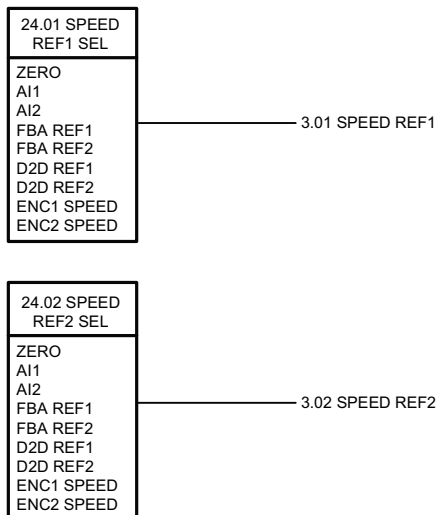 24.01 SPEED
REF1 SEL
ZERO
AI1
AI2
FBA REF1
FBA REF2
D2D REF1
D2D REF2
ENC1 SPEED
ENC2 SPEED
3.01 SPEED REF1
24.02 SPEED
REF2 SEL
ZERO
AI1
AI2
FBA REF1
FBA REF2
D2D REF1
D2D REF2
ENC1 SPEED
ENC2 SPEED
3.02 SPEED REF2